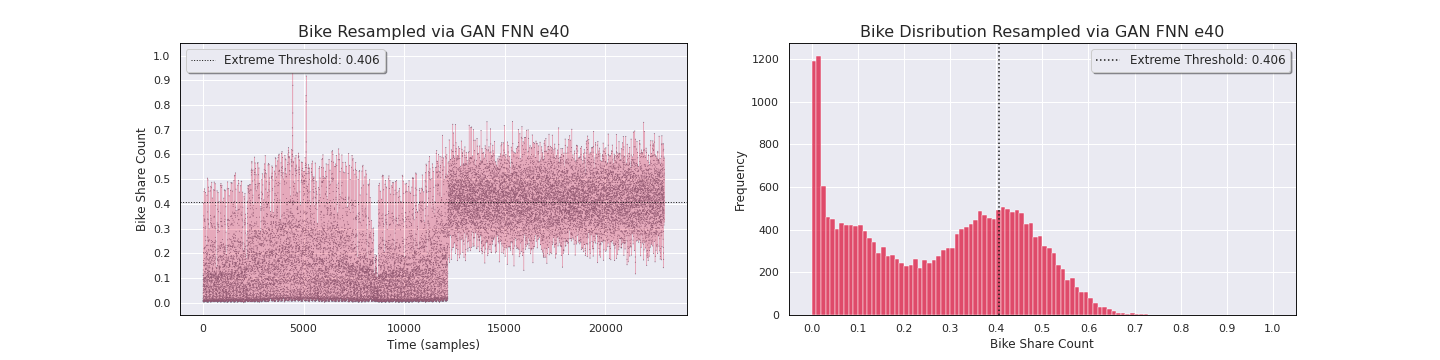 Bike Resampled via GAN FNN e40
Extreme Threshold: 0.406
1.0
0.9
0.8
0.7
0.6
0.5
0.4
0.3
0.2
0.1
0.0
Bike Share Count
0 5000 10000 15000 20000
Time (samples)
Bike Disribution Resampled via GAN FNN e40
Extreme Threshold: 0.406
1200
1000
800
600
400
200
0
Frequency
0.0 0.1 0.2 0.3 0.4 0.5 0.6 0.7 0.8 0.9 1.0
Bike Share Count